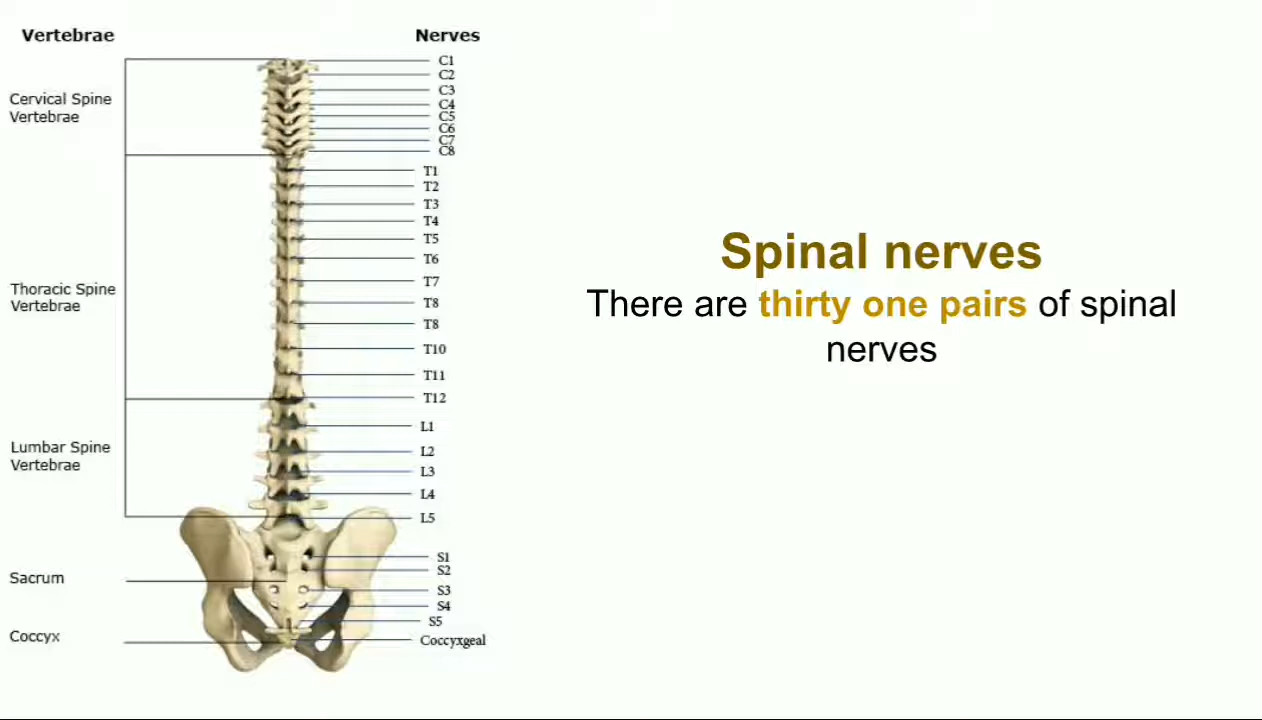 Vertebrae
Nerves
Cervical Spine
Vertebrae
Thoracic Spine
Vertebrae
Lumbar Spine
Vertebrae
Sacrum
Coccyx
C1
C2
C3
C4
C5
C6
C7
C8
T1
T2
T3
T4
T5
T6
T7
T8
T8
T10
T11
T12
L1
L2
L3
L4
L5
S1
S2
S3
S4
S5
Coccyxgeal
Spinal nerves
There are thirty one pairs of spinal
nerves